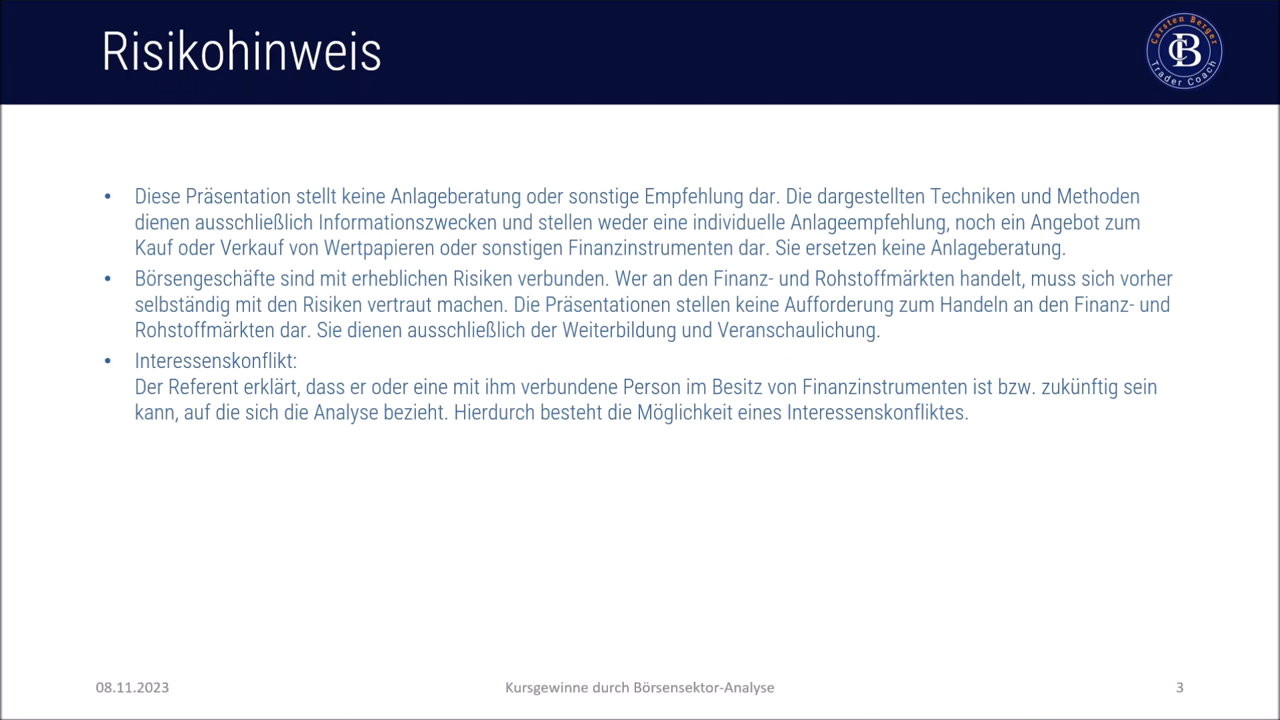 Risikohinweis
Carsten Berger
CB
Trader Coach
• Diese Präsentation stellt keine Anlageberatung oder sonstige Empfehlung dar. Die dargestellten Techniken und Methoden
dienen ausschließlich Informationszwecken und stellen weder eine individuelle Anlageempfehlung, noch ein Angebot zum
Kauf oder Verkauf von Wertpapieren oder sonstigen Finanzinstrumenten dar. Sie ersetzen keine Anlageberatung.
• Börsengeschäfte sind mit erheblichen Risiken verbunden. Wer an den Finanz- und Rohstoffmärkten handelt, muss sich vorher
selbständig mit den Risiken vertraut machen. Die Präsentationen stellen keine Aufforderung zum Handeln an den Finanz- und
Rohstoffmärkten dar. Sie dienen ausschließlich der Weiterbildung und Veranschaulichung.
• Interessenskonflikt:
Der Referent erklärt, dass er oder eine mit ihm verbundene Person im Besitz von Finanzinstrumenten ist bzw. zukünftig sein
kann, auf die sich die Analyse bezieht. Hierdurch besteht die Möglichkeit eines Interessenskonfliktes.
08.11.2023
Kursgewinne durch Börsensektor-Analyse
3